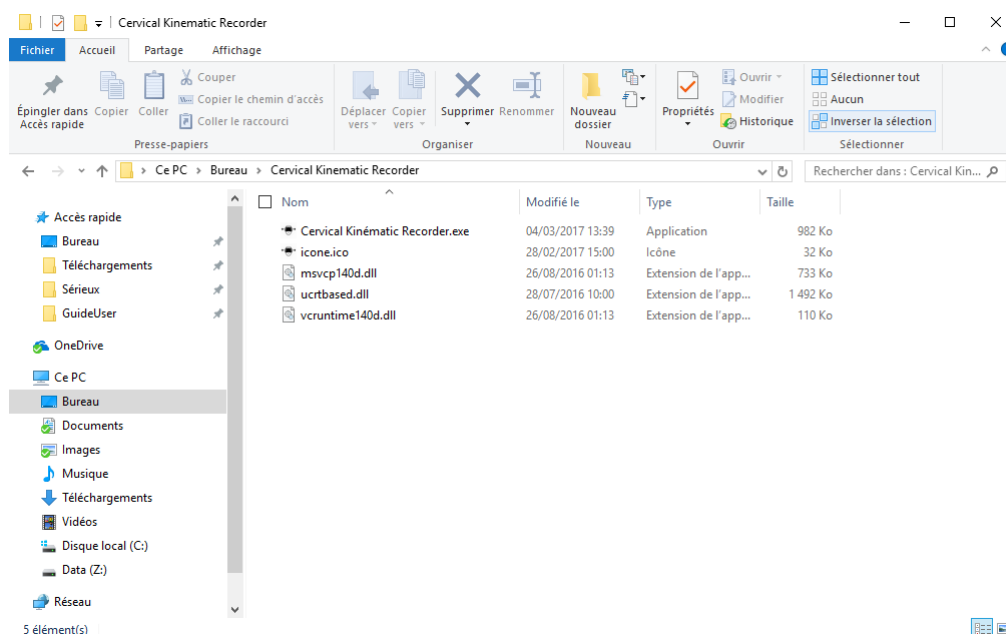 Cervical Kinematic Recorder
Fichier Accueil Partage Affichage
Épingler dans Accès rapide
Copier
Coller
Couper
Copier le chemin d'accès
Coller le raccourci
Presse-papiers
Déplacer vers
Copier vers
Supprimer
Renommer
Organiser
Nouveau dossier
Nouveau
Propriétés
Ouvrir
Modifier
Historique
Ouvrir
Sélectionner tout
Aucun
Inverser la sélection
Sélectionner
Ce PC Bureau Cervical Kinematic Recorder
Rechercher dans : Cervical Kin...
Accès rapide
Bureau
Téléchargements
Sérieux
GuideUser
OneDrive
Ce PC
Bureau
Documents
Images
Musique
Téléchargements
Vidéos
Disque local (C:)
Data (Z:)
Réseau
Nom Modifié le Type Taille
Cervical Kinématic Recorder.exe 04/03/2017 13:39 Application 982 Ko
icone.ico 28/02/2017 15:00 Icône 32 Ko
msvcp140d.dll 26/08/2016 01:13 Extension de l'app... 733 Ko
ucrtbased.dll 28/07/2016 10:00 Extension de l'app... 1 492 Ko
vcruntime140d.dll 26/08/2016 01:13 Extension de l'app... 110 Ko
5 élément(s)